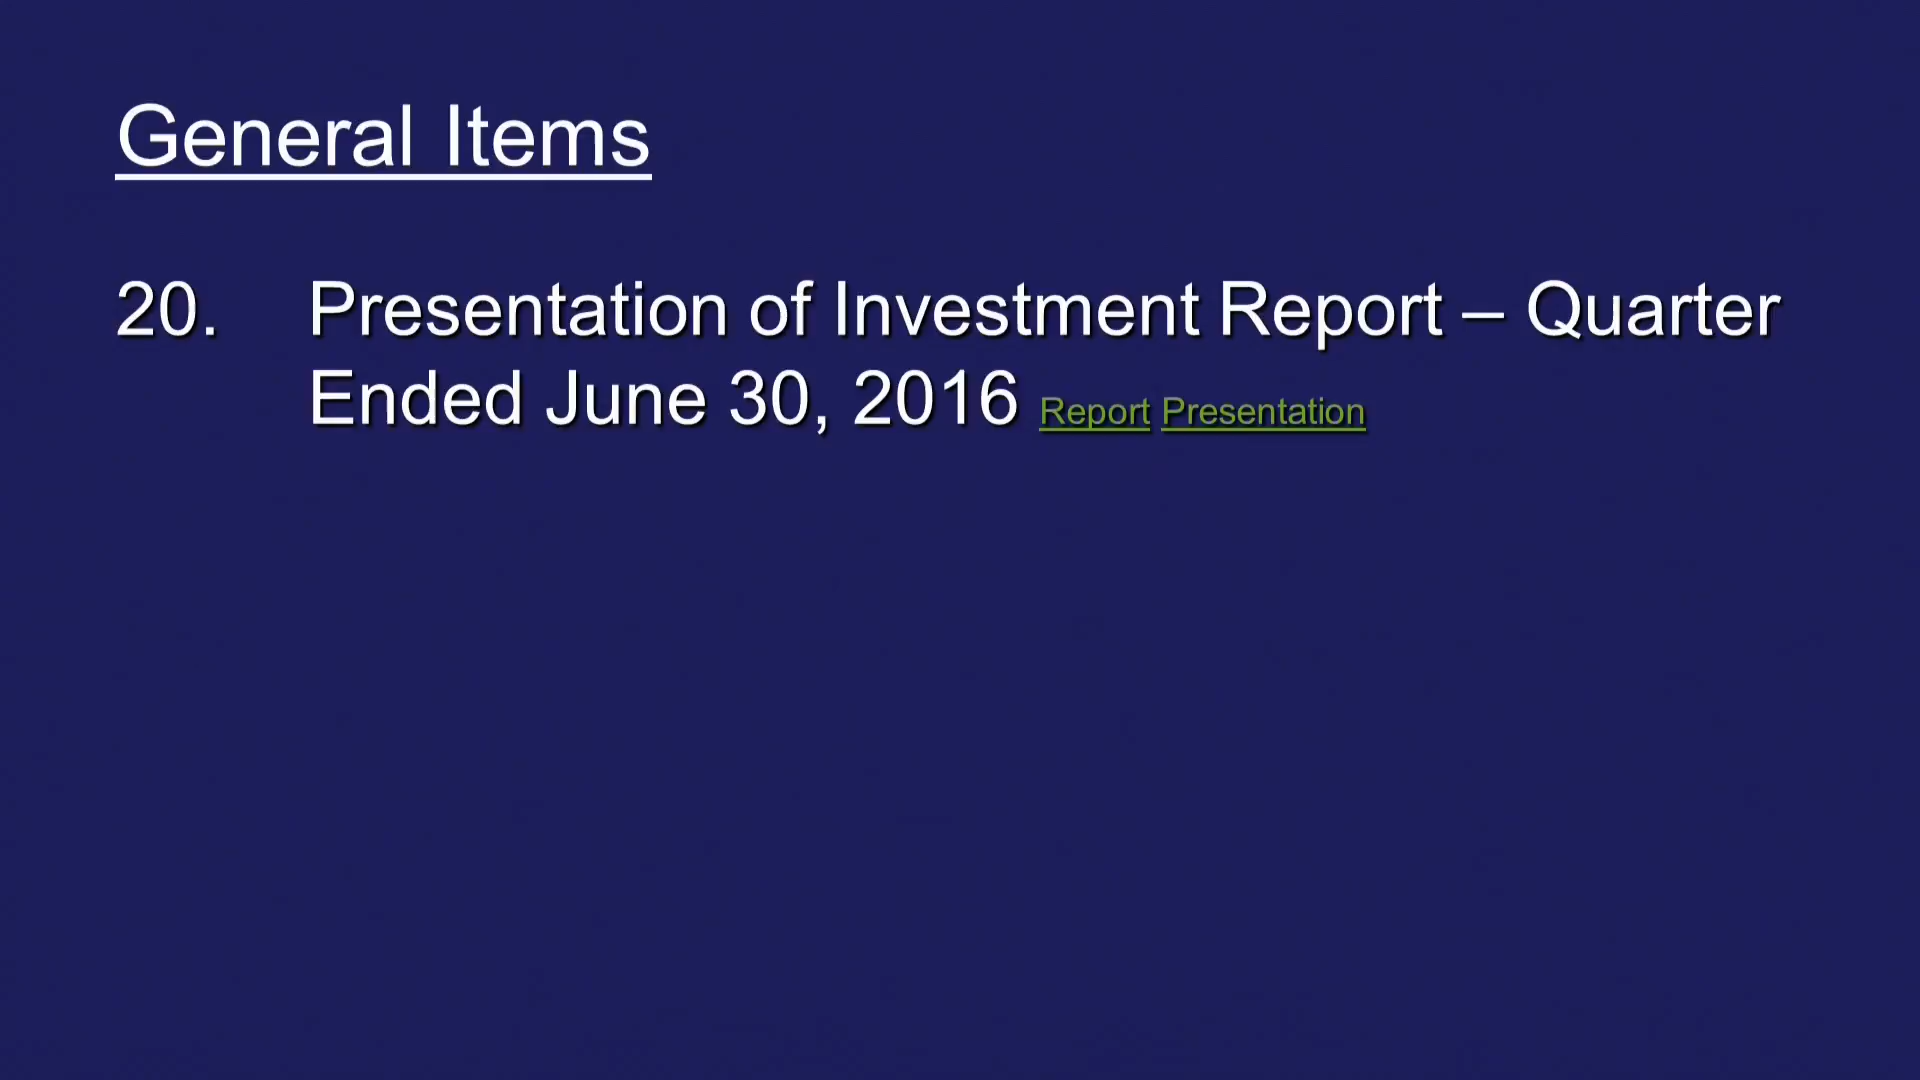 General Items
20. Presentation of Investment Report – Quarter
Ended June 30, 2016 Report Presentation